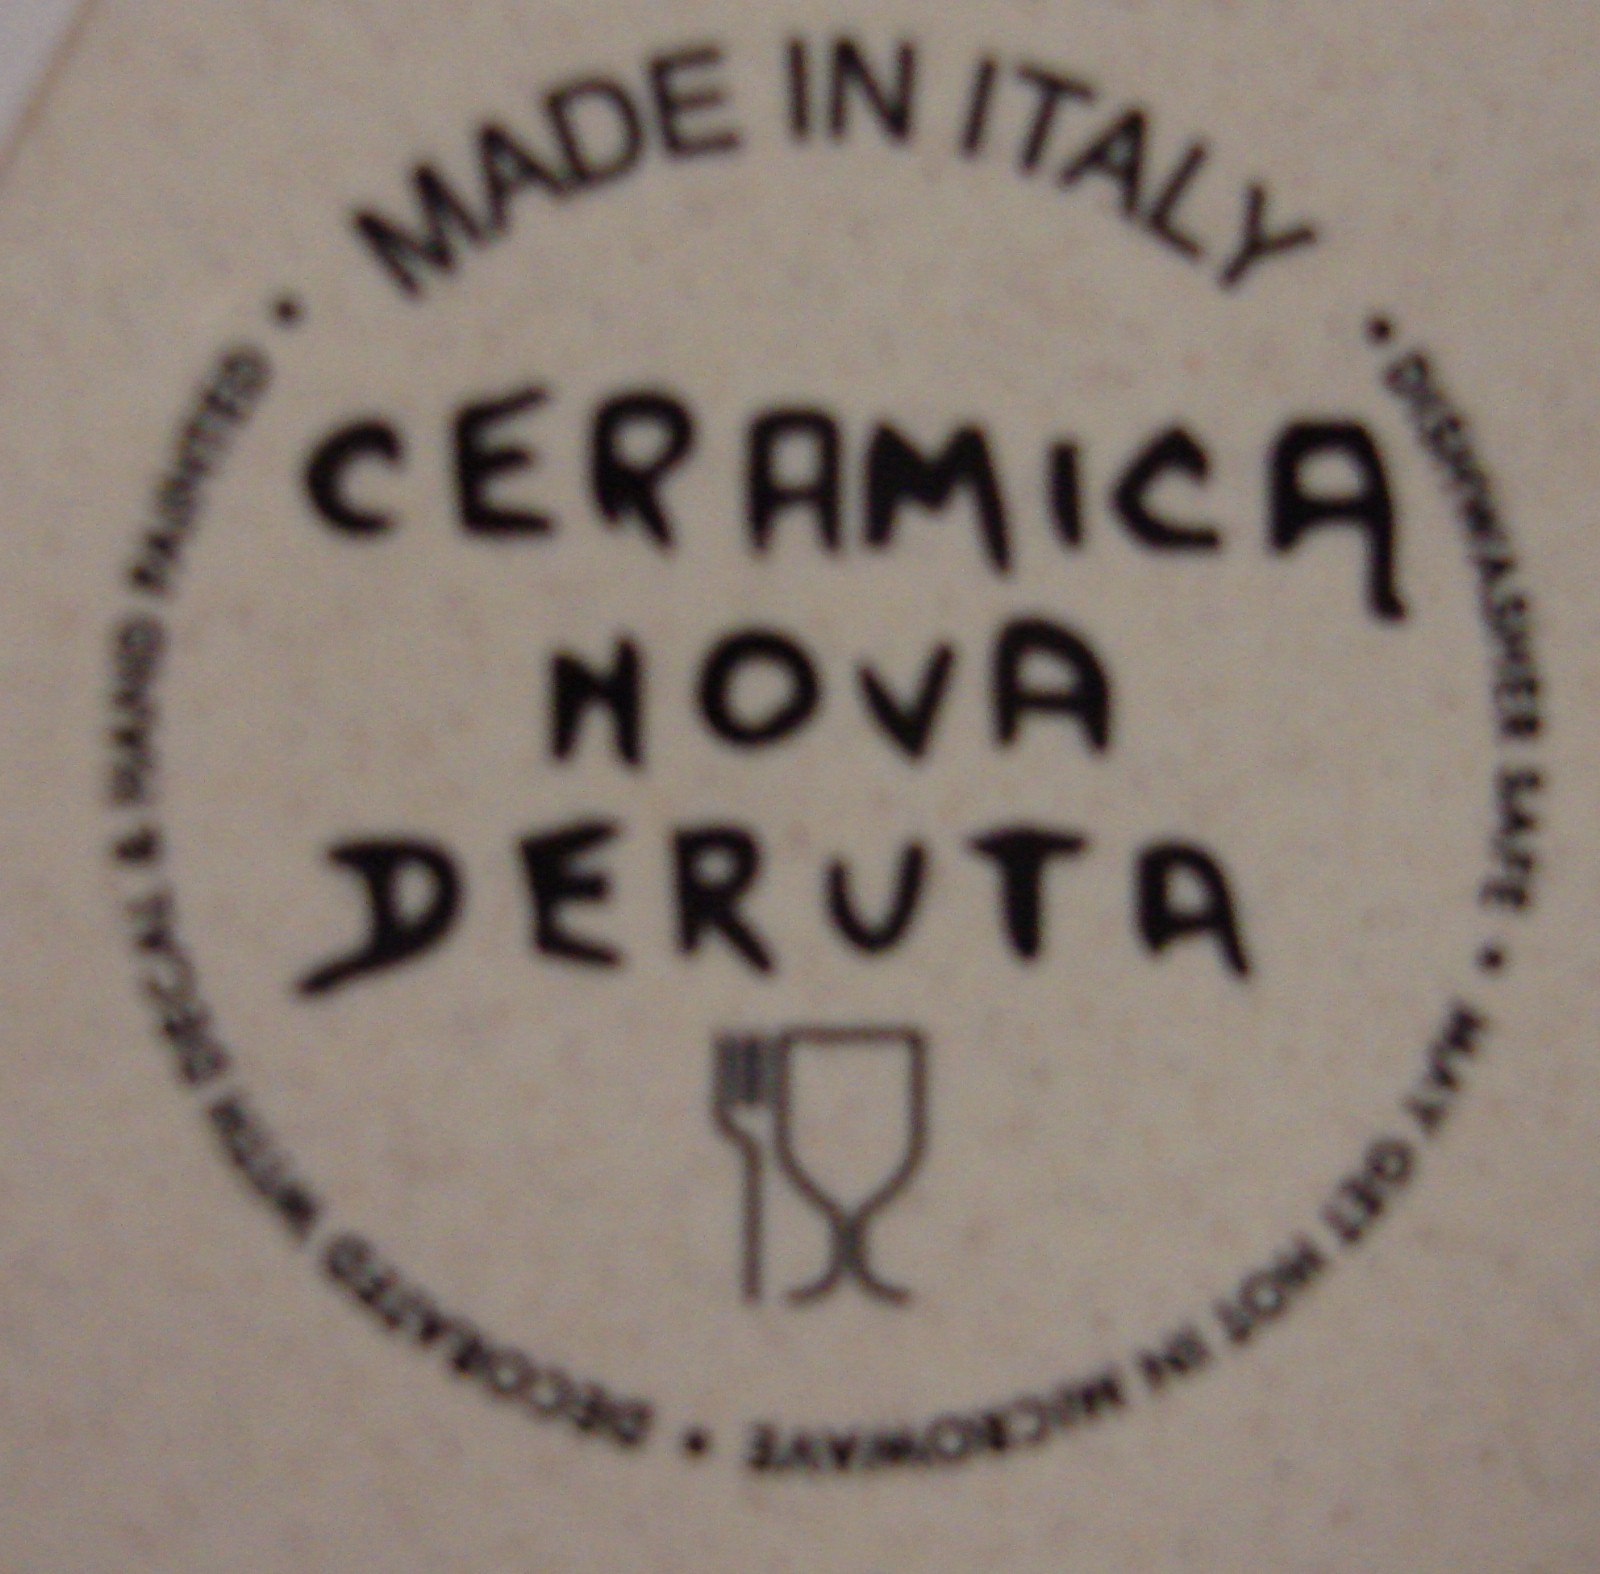 MADE IN ITALY
CERAMICA
NOVA
DERUTA
• DISHWASHER SAFE • MAY GET HOT IN MICROWAVE • DECORATED WITH DECAL & HAND PAINTED •